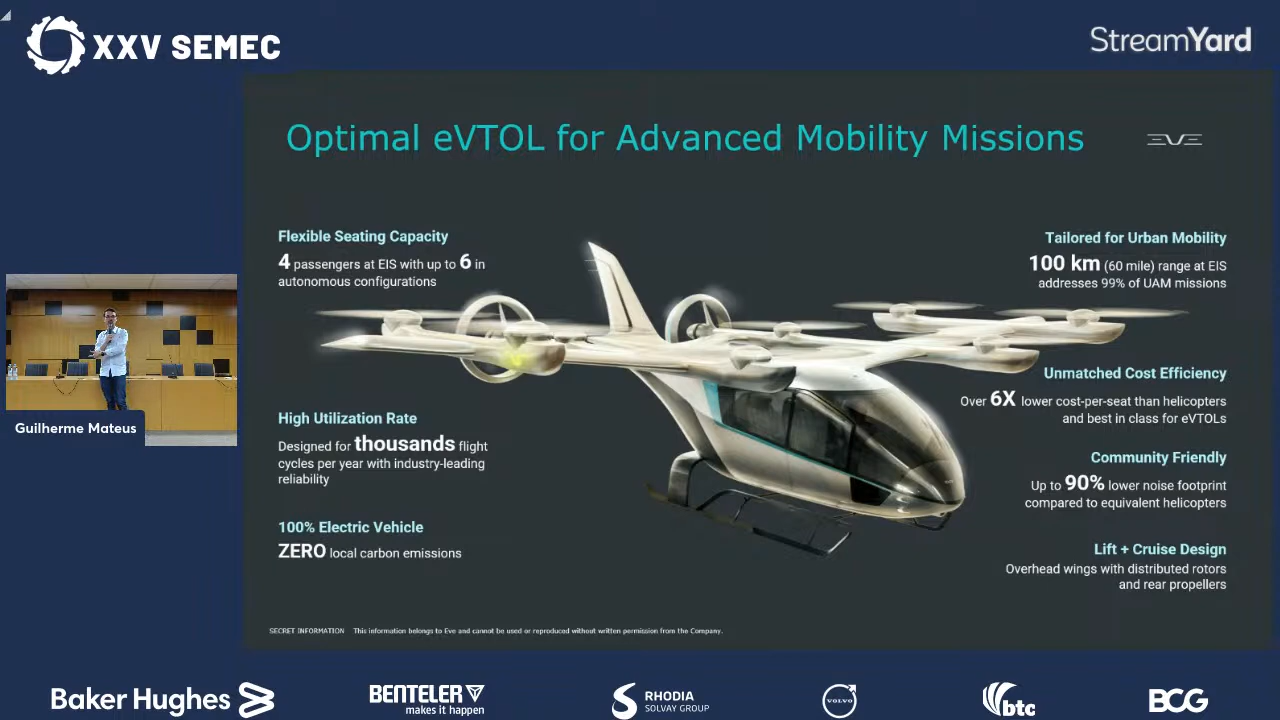 XXV SEMEC
StreamYard
Optimal eVTOL for Advanced Mobility Missions
EVE
Flexible Seating Capacity
4 passengers at EIS with up to 6 in
autonomous configurations
High Utilization Rate
Designed for thousands flight
cycles per year with industry-leading
reliability
100% Electric Vehicle
ZERO local carbon emissions
Tailored for Urban Mobility
100 km (60 mile) range at EIS
addresses 99% of UAM missions
Unmatched Cost Efficiency
Over 6X lower cost-per-seat than helicopters
and best in class for eVTOLs
Community Friendly
Up to 90% lower noise footprint
compared to equivalent helicopters
Lift + Cruise Design
Overhead wings with distributed rotors
and rear propellers
SECRET INFORMATION This information belongs to Eve and cannot be used or reproduced without written permission from the Company.
Guilherme Mateus
Baker Hughes
BENTELER
makes it happen
RHODIA
SOLVAY GROUP
VOLVO
btc
BCG